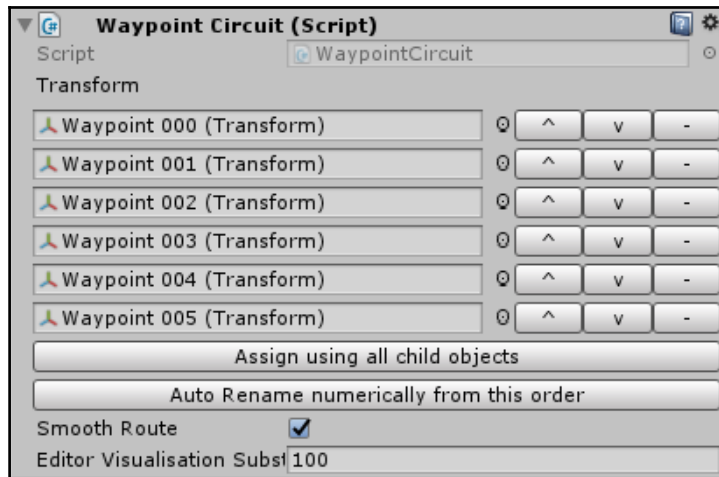 Waypoint Circuit (Script)
Script WaypointCircuit
Transform
Waypoint 000 (Transform) ^ v -
Waypoint 001 (Transform) ^ v -
Waypoint 002 (Transform) ^ v -
Waypoint 003 (Transform) ^ v -
Waypoint 004 (Transform) ^ v -
Waypoint 005 (Transform) ^ v -
Assign using all child objects
Auto Rename numerically from this order
Smooth Route
Editor Visualisation Subst 100